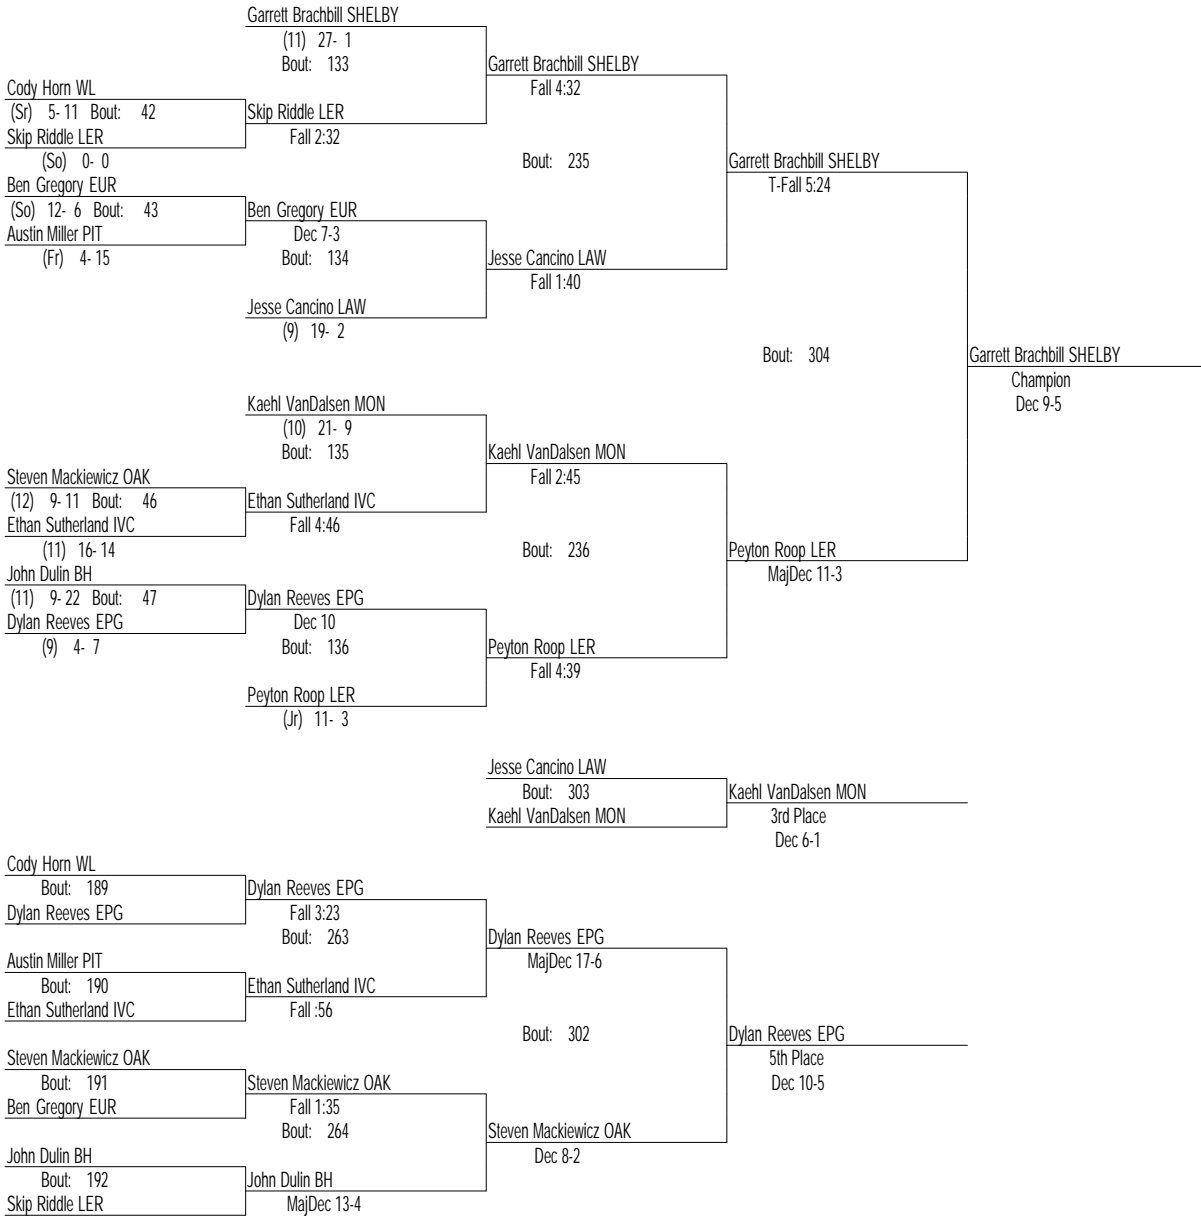 Garrett Brachbill SHELBY
(11) 27- 1
Bout: 133
Garrett Brachbill SHELBY
Fall 4:32
Cody Horn WL
(Sr) 5- 11 Bout: 42
Skip Riddle LER
Fall 2:32
Skip Riddle LER
(So) 0- 0
Bout: 235
Garrett Brachbill SHELBY
T-Fall 5:24
Ben Gregory EUR
(So) 12- 6 Bout: 43
Ben Gregory EUR
Dec 7-3
Austin Miller PIT
(Fr) 4- 15
Bout: 134
Jesse Cancino LAW
Fall 1:40
Jesse Cancino LAW
(9) 19- 2
Bout: 304
Garrett Brachbill SHELBY
Champion
Dec 9-5
Kaehl VanDalsen MON
(10) 21- 9
Bout: 135
Kaehl VanDalsen MON
Fall 2:45
Steven Mackiewicz OAK
(12) 9- 11 Bout: 46
Ethan Sutherland IVC
Fall 4:46
Ethan Sutherland IVC
(11) 16- 14
Bout: 236
Peyton Roop LER
MajDec 11-3
John Dulin BH
(11) 9- 22 Bout: 47
Dylan Reeves EPG
Dec 10
Dylan Reeves EPG
(9) 4- 7
Bout: 136
Peyton Roop LER
Fall 4:39
Peyton Roop LER
(Jr) 11- 3
Jesse Cancino LAW
Bout: 303
Kaehl VanDalsen MON
Kaehl VanDalsen MON
3rd Place
Dec 6-1
Cody Horn WL
Bout: 189
Dylan Reeves EPG
Dylan Reeves EPG
Fall 3:23
Bout: 263
Dylan Reeves EPG
MajDec 17-6
Austin Miller PIT
Bout: 190
Ethan Sutherland IVC
Ethan Sutherland IVC
Fall :56
Bout: 302
Dylan Reeves EPG
5th Place
Dec 10-5
Steven Mackiewicz OAK
Bout: 191
Ben Gregory EUR
Steven Mackiewicz OAK
Fall 1:35
Bout: 264
Steven Mackiewicz OAK
Dec 8-2
John Dulin BH
Bout: 192
Skip Riddle LER
John Dulin BH
MajDec 13-4